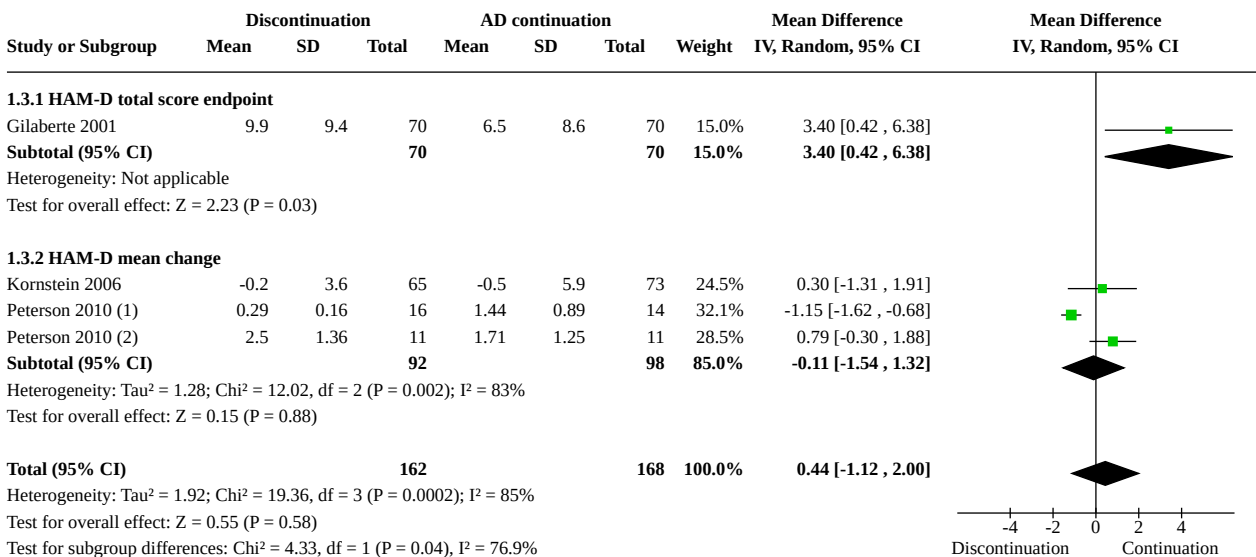 Discontinuation AD continuation Mean Difference Mean Difference
Study or Subgroup Mean SD Total Mean SD Total Weight IV, Random, 95% CI IV, Random, 95% CI
1.3.1 HAM-D total score endpoint
Gilaberte 2001 9.9 9.4 70 6.5 8.6 70 15.0% 3.40 [0.42 , 6.38]
Subtotal (95% CI) 70 70 15.0% 3.40 [0.42 , 6.38]
Heterogeneity: Not applicable
Test for overall effect: Z = 2.23 (P = 0.03)
1.3.2 HAM-D mean change
Kornstein 2006 -0.2 3.6 65 -0.5 5.9 73 24.5% 0.30 [-1.31 , 1.91]
Peterson 2010 (1) 0.29 0.16 16 1.44 0.89 14 32.1% -1.15 [-1.62 , -0.68]
Peterson 2010 (2) 2.5 1.36 11 1.71 1.25 11 28.5% 0.79 [-0.30 , 1.88]
Subtotal (95% CI) 92 98 85.0% -0.11 [-1.54 , 1.32]
Heterogeneity: Tau² = 1.28; Chi² = 12.02, df = 2 (P = 0.002); I² = 83%
Test for overall effect: Z = 0.15 (P = 0.88)
Total (95% CI) 162 168 100.0% 0.44 [-1.12 , 2.00]
Heterogeneity: Tau² = 1.92; Chi² = 19.36, df = 3 (P = 0.0002); I² = 85%
Test for overall effect: Z = 0.55 (P = 0.58)
-4 -2 0 2 4
Test for subgroup differences: Chi² = 4.33, df = 1 (P = 0.04), I² = 76.9% Discontinuation Continuation